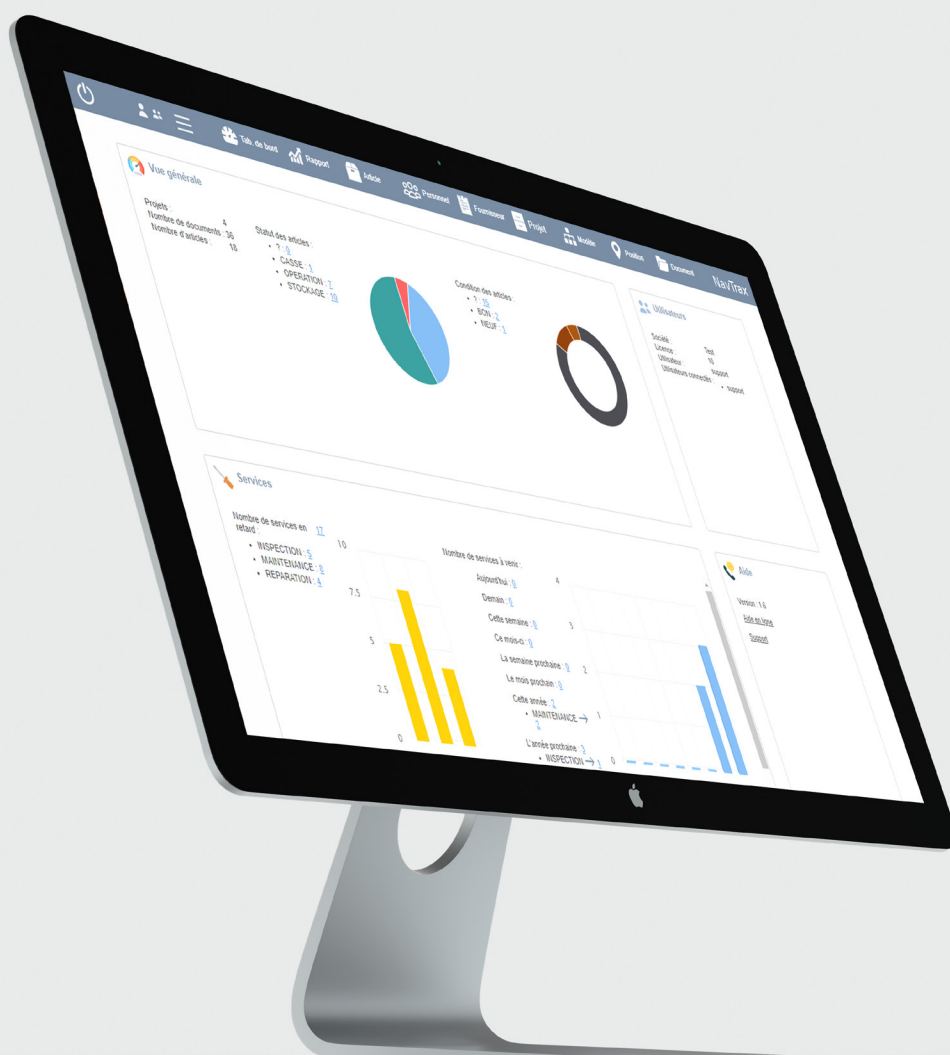 Tab. de bord
Rapport
Article
Personnel
Fournisseur
Projet
Modèle
Position
Document
NavTrax
Vue générale
Projets : 4
Nombre de documents : 36
Nombre d'articles : 18
Statut des articles :
? : 0
CASSE : 1
OPERATION : 7
STOCKAGE : 10
Condition des articles :
? : 15
BON : 2
NEUF : 1
Utilisateurs
Société Test
Licence 10
Utilisateur : support
Utilisateurs connectés :
support
Services
Nombre de services en retard : 17
INSPECTION : 5
MAINTENANCE : 8
REPARATION : 4
10
7.5
5
2.5
0
Nombre de services à venir :
Aujourd'hui : 0
Demain : 0
Cette semaine : 0
Ce mois-ci : 0
La semaine prochaine : 0
Le mois prochain : 0
Cette année : 2
MAINTENANCE →
2
L'année prochaine : 3
INSPECTION → 1
4
3
2
1
0
Aide
Version : 1.6
Aide en ligne
Support